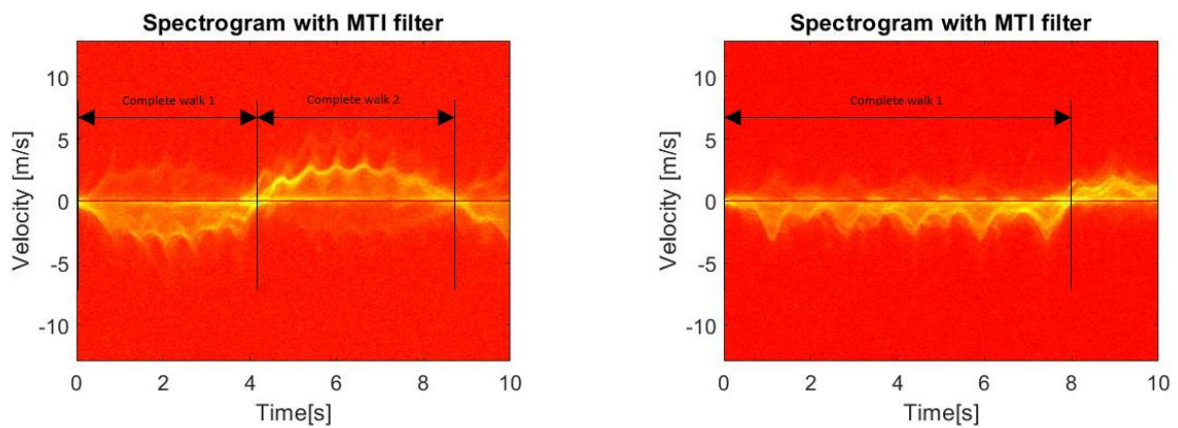 Spectrogram with MTI filter
Complete walk 1
Complete walk 2
Velocity [m/s]
10
5
0
-5
-10
0 2 4 6 8 10
Time[s]
Spectrogram with MTI filter
Complete walk 1
Velocity [m/s]
10
5
0
-5
-10
0 2 4 6 8 10
Time[s]